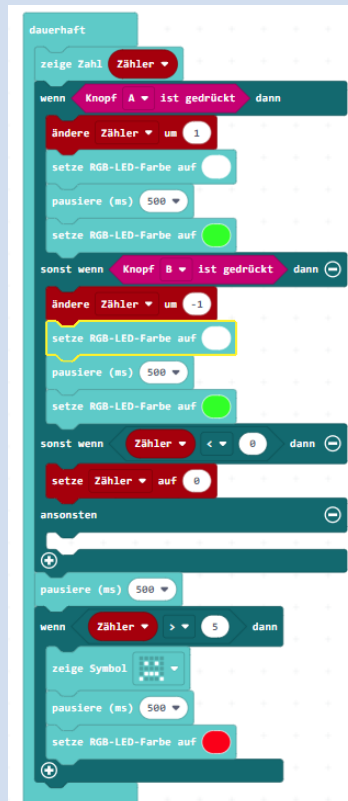 dauerhaft
zeige Zahl Zähler
wenn Knopf A ist gedrückt dann
ändere Zähler um 1
setze RGB-LED-Farbe auf
pausiere (ms) 500
setze RGB-LED-Farbe auf
sonst wenn Knopf B ist gedrückt dann
ändere Zähler um -1
setze RGB-LED-Farbe auf
pausiere (ms) 500
setze RGB-LED-Farbe auf
sonst wenn Zähler < 0 dann
setze Zähler auf 0
ansonsten
pausiere (ms) 500
wenn Zähler > 5 dann
zeige Symbol
pausiere (ms) 500
setze RGB-LED-Farbe auf